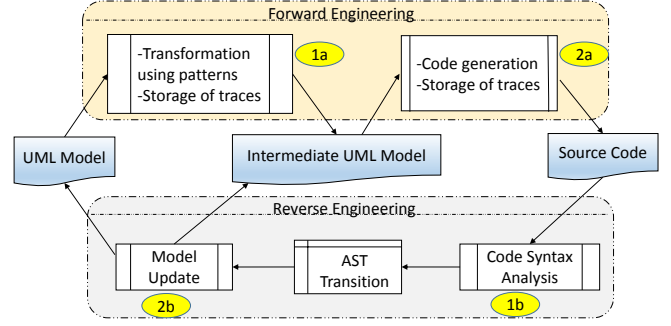 Forward Engineering
-Transformation
using patterns
-Storage of traces
1a
-Code generation
-Storage of traces
2a
UML Model
Intermediate UML Model
Source Code
Reverse Engineering
Model
Update
2b
AST
Transition
Code Syntax
Analysis
1b